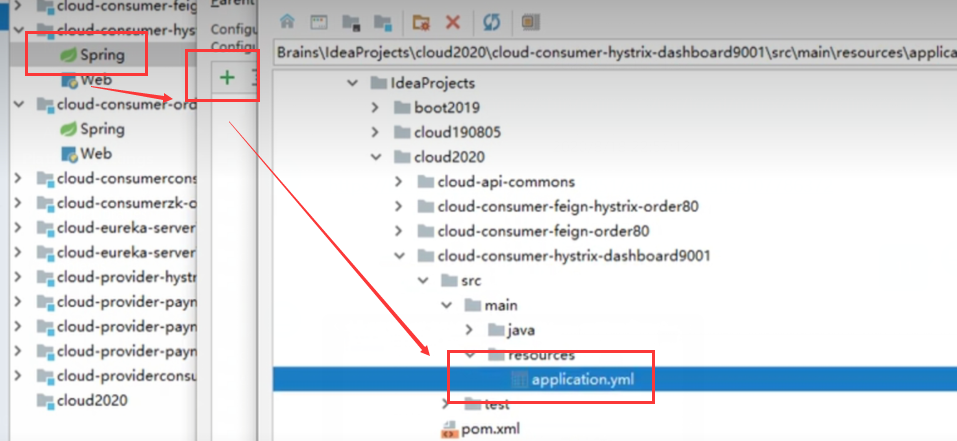 cloud-consumer-feig
cloud-consumer-hys
Spring
Web
cloud-consumer-ord
Spring
Web
cloud-consumercons
cloud-consumerzk-o
cloud-eureka-server
cloud-eureka-server
cloud-provider-hystr
cloud-provider-payn
cloud-provider-payn
cloud-provider-payn
cloud-providerconsu
cloud2020
Parent
Configu
Configu
Brains\IdeaProjects\cloud2020\cloud-consumer-hystrix-dashboard9001\src\main\resources\applica
IdeaProjects
boot2019
cloud190805
cloud2020
cloud-api-commons
cloud-consumer-feign-hystrix-order80
cloud-consumer-feign-order80
cloud-consumer-hystrix-dashboard9001
src
main
java
resources
application.yml
test
pom.xml